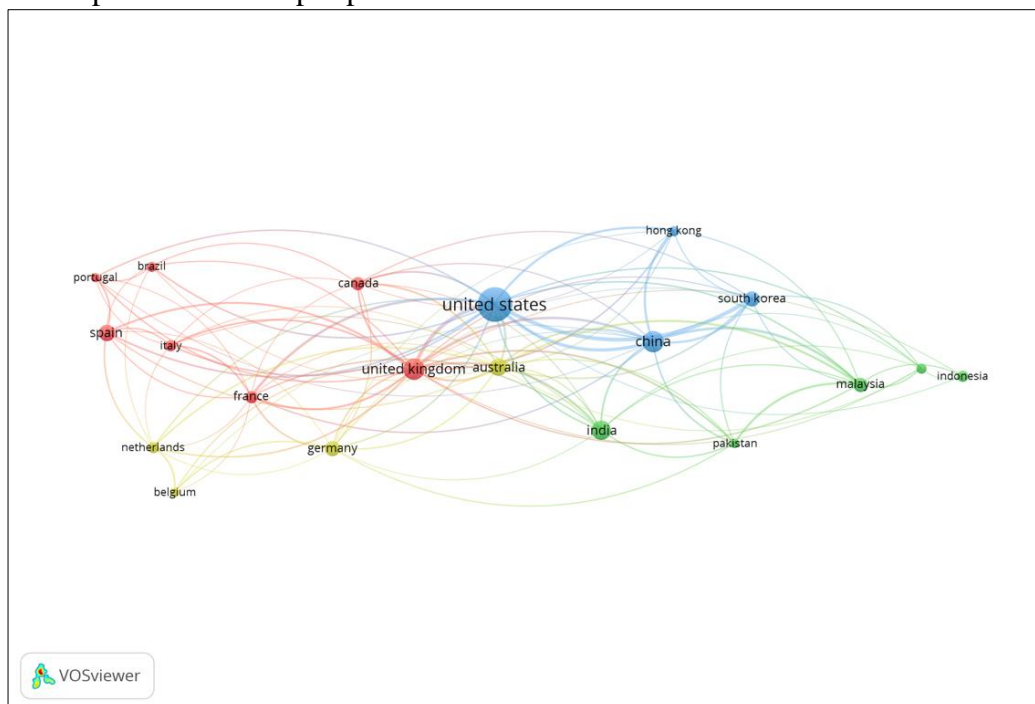 hong kong
portugal
brazil
canada
south korea
united states
spain
italy
china
united kingdom
australia
malaysia
indonesia
france
india
pakistan
netherlands
germany
belgium
VOSviewer